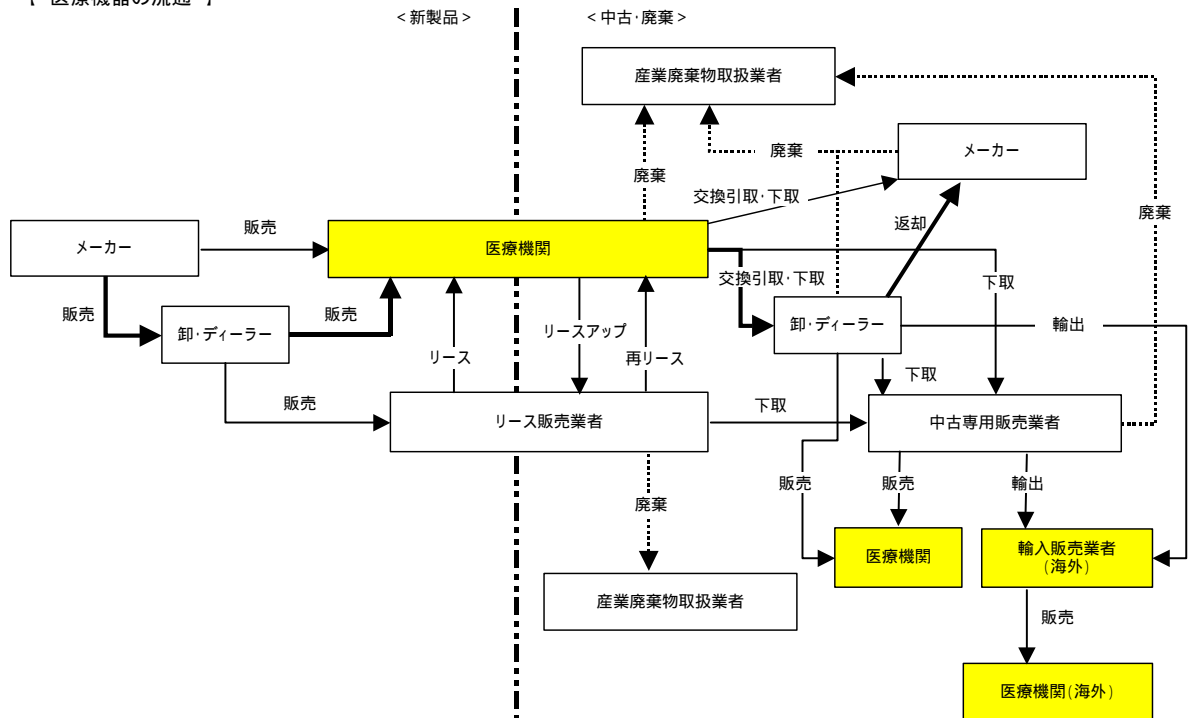 【 医療機器の流通 】
＜新製品＞
＜中古･廃棄＞
産業廃棄物取扱業者
メーカー
廃棄
廃棄
交換引取･下取
廃棄
メーカー
販売
医療機関
返却
交換引取･下取
下取
販売
卸･ディーラー
販売
リース
リースアップ
再リース
卸･ディーラー
輸出
下取
販売
リース販売業者
下取
中古専用販売業者
廃棄
販売
販売
輸出
医療機関
輸入販売業者
(海外)
産業廃棄物取扱業者
販売
医療機関(海外)